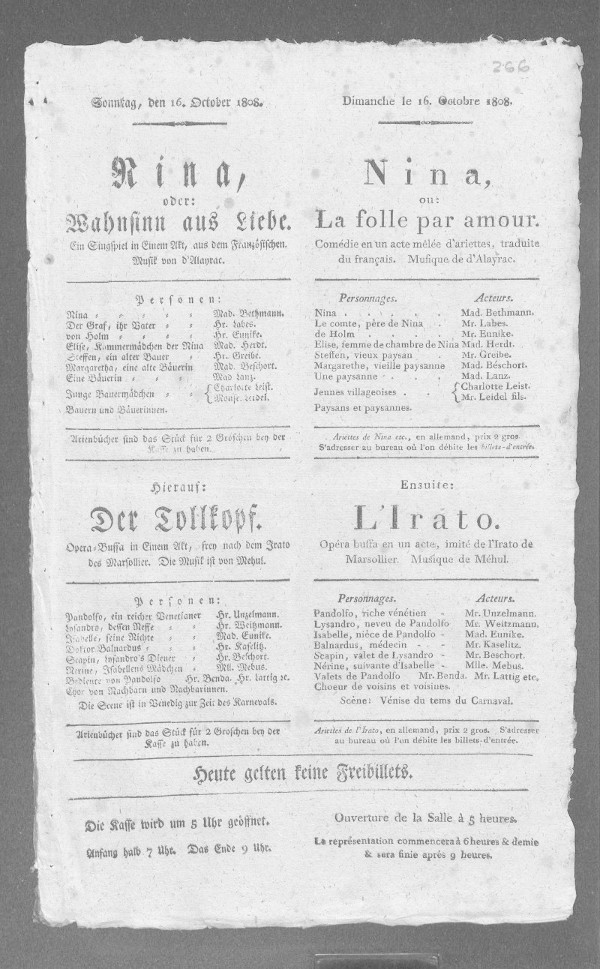 266
Sonntag, den 16. October 1808.
Nina,
oder:
Wahnsinn aus Liebe.
Ein Singspiel in Einem Akt, aus dem Französischen.
Musik von d'Alayrac.
Personen:
Nina Mad. Bethmann.
Der Graf, ihr Vater Hr. Labes.
von Holm Hr. Eunike.
Elise, Kammermädchen der Nina Mad. Herdt.
Steffen, ein alter Bauer Hr. Greibe.
Margaretha, eine alte Bäuerin Mad. Beschort.
Eine Bäuerin Mad. Lanz.
Junge Bauermädchen { Charlotte Leist.
Monsr. Leidel.
Bauern und Bäuerinnen.
Arienbücher sind das Stück für 2 Groschen bey der
Kasse zu haben.
Hierauf:
Der Tollkopf.
Opera-Buffa in Einem Akt, frey nach dem Irato
des Marsollier. Die Musik ist von Mehul.
Personen:
Pandolfo, ein reicher Venetianer Hr. Unzelmann.
Lysandro, dessen Neffe Hr. Weitzmann.
Isabelle, seine Nichte Mad. Eunike.
Doktor Balnardus Hr. Kaselitz.
Scapin, Lysandro's Diener Hr. Beschort.
Nerine, Isabellens Mädchen Mll. Mebus.
Bediente von Pandolfo Hr. Benda. Hr. Lattig ꝛc.
Chor von Nachbarn und Nachbarinnen.
Die Scene ist in Venedig zur Zeit des Karnevals.
Arienbücher sind das Stück für 2 Groschen bey der
Kasse zu haben.
Dimanche le 16. Octobre 1808.
Nina,
ou:
La folle par amour.
Comédie en un acte mêlée d'ariettes, traduite
du français. Musique de d'Alayrac.
Personnages. Acteurs.
Nina . . . . . Mad. Bethmann.
Le comte, père de Nina . Mr. Labes.
de Holm . . . . Mr. Eunike.
Elise, femme de chambre de Nina Mad. Herdt.
Steffen, vieux paysan . Mr. Greibe.
Margarethe, vieille paysanne Mad. Béschort.
Une paysanne . . . Mad. Lanz.
Jeunes villageoises . . { Charlotte Leist.
Mr. Leidel fils.
Paysans et paysannes.
Ariettes de Nina etc., en allemand, prix 2 gros
S'adresser au bureau où l'on débite les billets-d'entrée.
Ensuite:
L'Irato.
Opéra buffa en un acte, imité de l'Irato de
Marsollier. Musique de Méhul.
Personnages. Acteurs.
Pandolfo, riche vénétien - Mr. Unzelmann.
Lysandro, neveu de Pandolfo Mr. Weitzmann.
Isabelle, nièce de Pandolfo - Mad. Eunike.
Balnardus, médecin - - Mr. Kaselitz.
Scapin, valet de Lysandro - Mr. Beschort.
Nérine, suivante d'Isabelle - Mlle. Mebus.
Valets de Pandolfo Mr. Benda. Mr. Lattig etc.
Choeur de voisins et voisines.
Scène: Vénise du tems du Carnaval.
Ariettes de l'Irato, en allemand, prix 2 gros. S'adresser
au bureau où l'on débite les billets-d'entrée.
Heute gelten keine Freibillets.
Die Kasse wird um 5 Uhr geöffnet.
Anfang halb 7 Uhr. Das Ende 9 Uhr.
Ouverture de la Salle à 5 heures.
La représentation commencera à 6 heures & demie
& sera finie après 9 heures.